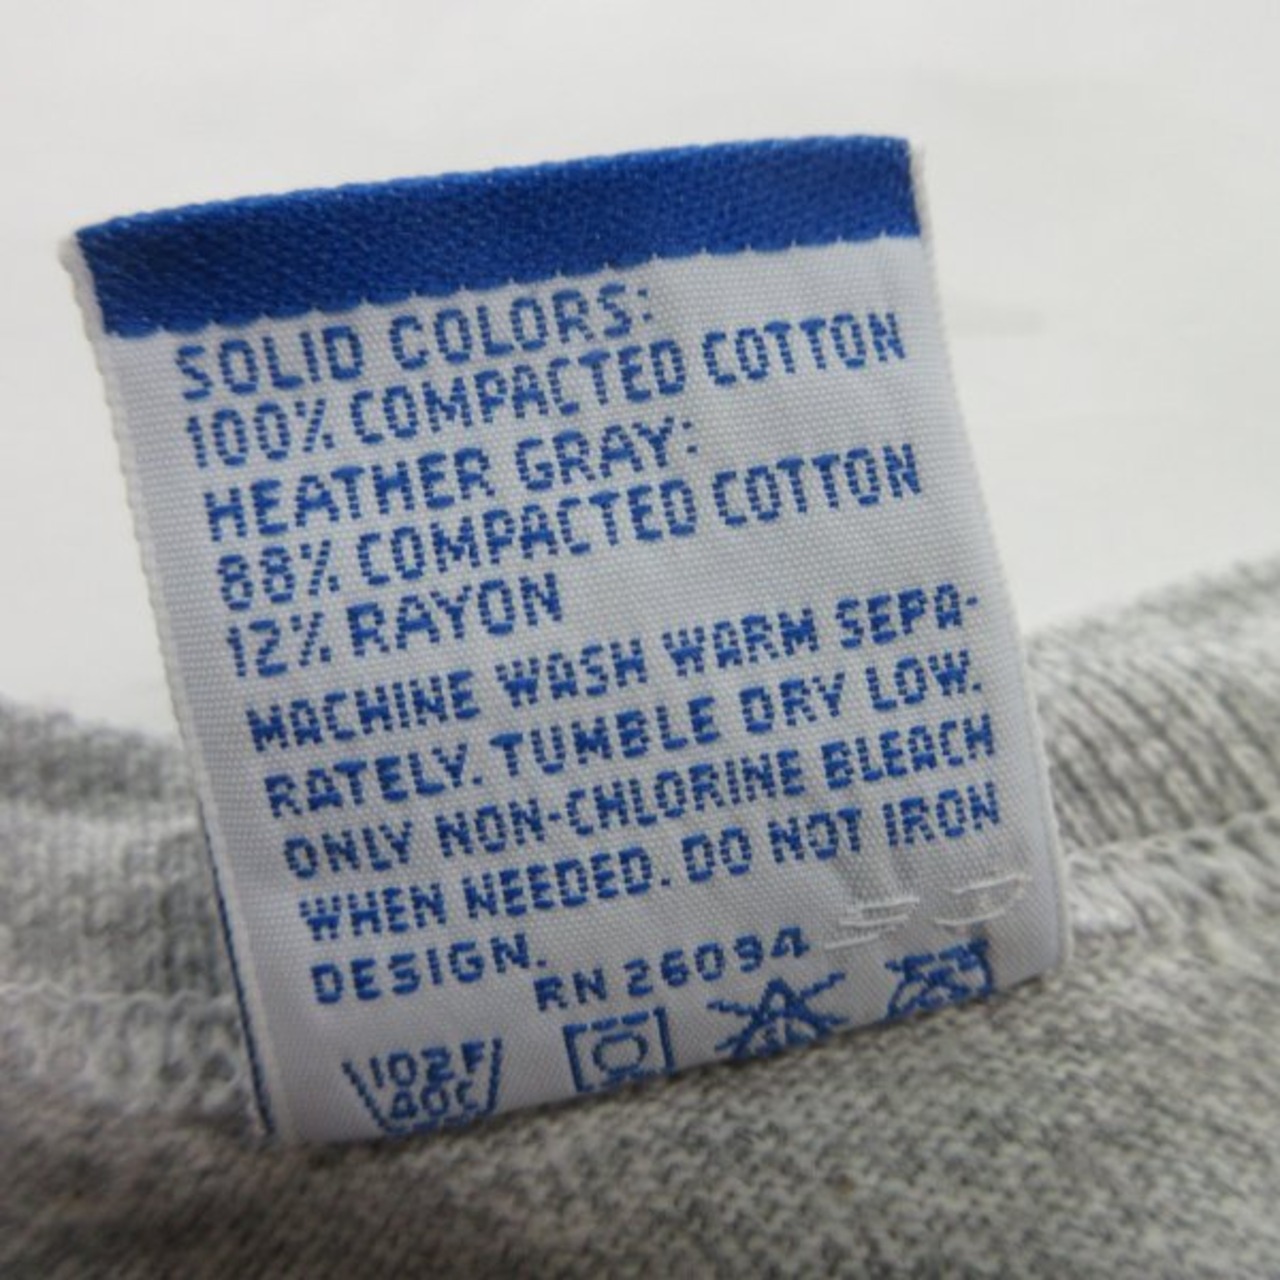 SOLID COLORS:
100% COMPACTED COTTON
HEATHER GRAY:
88% COMPACTED COTTON
12% RAYON
MACHINE WASH WARM SEPA-
RATELY. TUMBLE DRY LOW.
ONLY NON-CHLORINE BLEACH
WHEN NEEDED. DO NOT IRON
DESIGN.
RN 26094
102F
40C